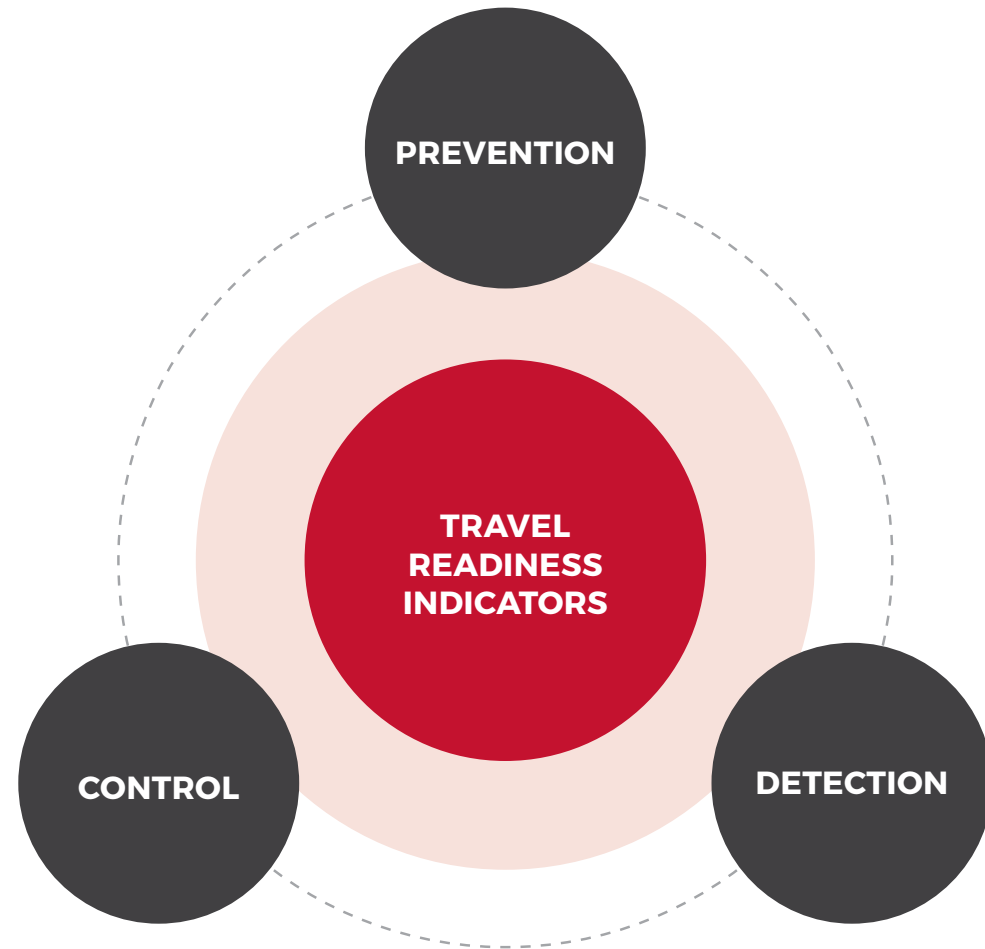 PREVENTION
TRAVEL
READINESS
INDICATORS
CONTROL
DETECTION